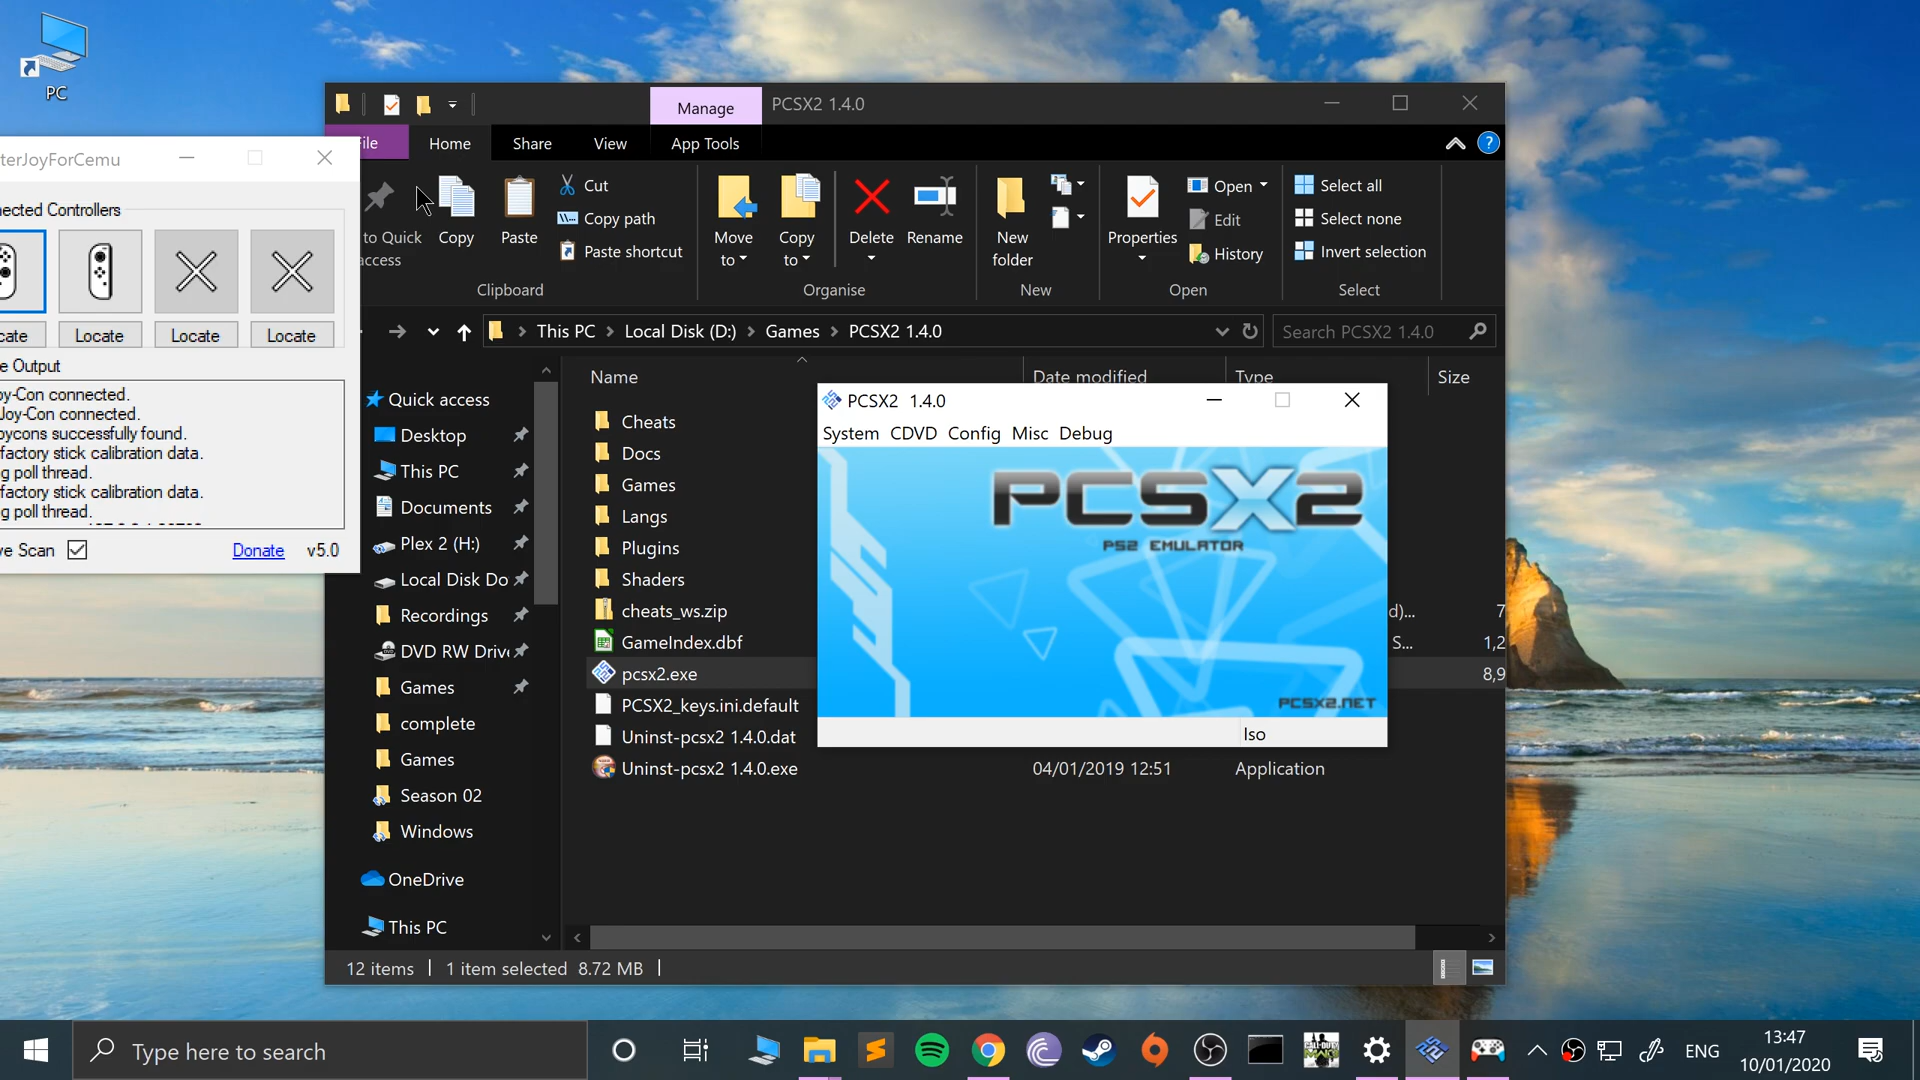 PC
terJoyForCemu
ected Controllers
cate
Locate
Locate
Locate
e Output
oy-Con connected.
Joy-Con connected.
oycons successfully found.
factory stick calibration data.
g poll thread.
factory stick calibration data.
g poll thread.
ve Scan
Donate
v5.0
Manage
PCSX2 1.4.0
ile
Home
Share
View
App Tools
to Quick
ccess
Copy
Paste
Cut
Copy path
Paste shortcut
Clipboard
Move
to
Copy
to
Delete
Rename
Organise
New
folder
New
Properties
Open
Edit
History
Open
Select all
Select none
Invert selection
Select
This PC
Local Disk (D:)
Games
PCSX2 1.4.0
Search PCSX2 1.4.0
Name
Date modified
Type
Size
Quick access
Desktop
This PC
Documents
Plex 2 (H:)
Local Disk Do
Recordings
DVD RW Drive
Games
complete
Games
Season 02
Windows
OneDrive
This PC
Cheats
Docs
Games
Langs
Plugins
Shaders
cheats_ws.zip
d)...
7
GameIndex.dbf
S...
1,2
pcsx2.exe
8,9
PCSX2_keys.ini.default
Uninst-pcsx2 1.4.0.dat
Uninst-pcsx2 1.4.0.exe
04/01/2019 12:51
Application
PCSX2 1.4.0
System CDVD Config Misc Debug
PCSX2
PS2 EMULATOR
PCSX2.NET
Iso
12 items
1 item selected 8.72 MB
Type here to search
ENG
13:47
10/01/2020